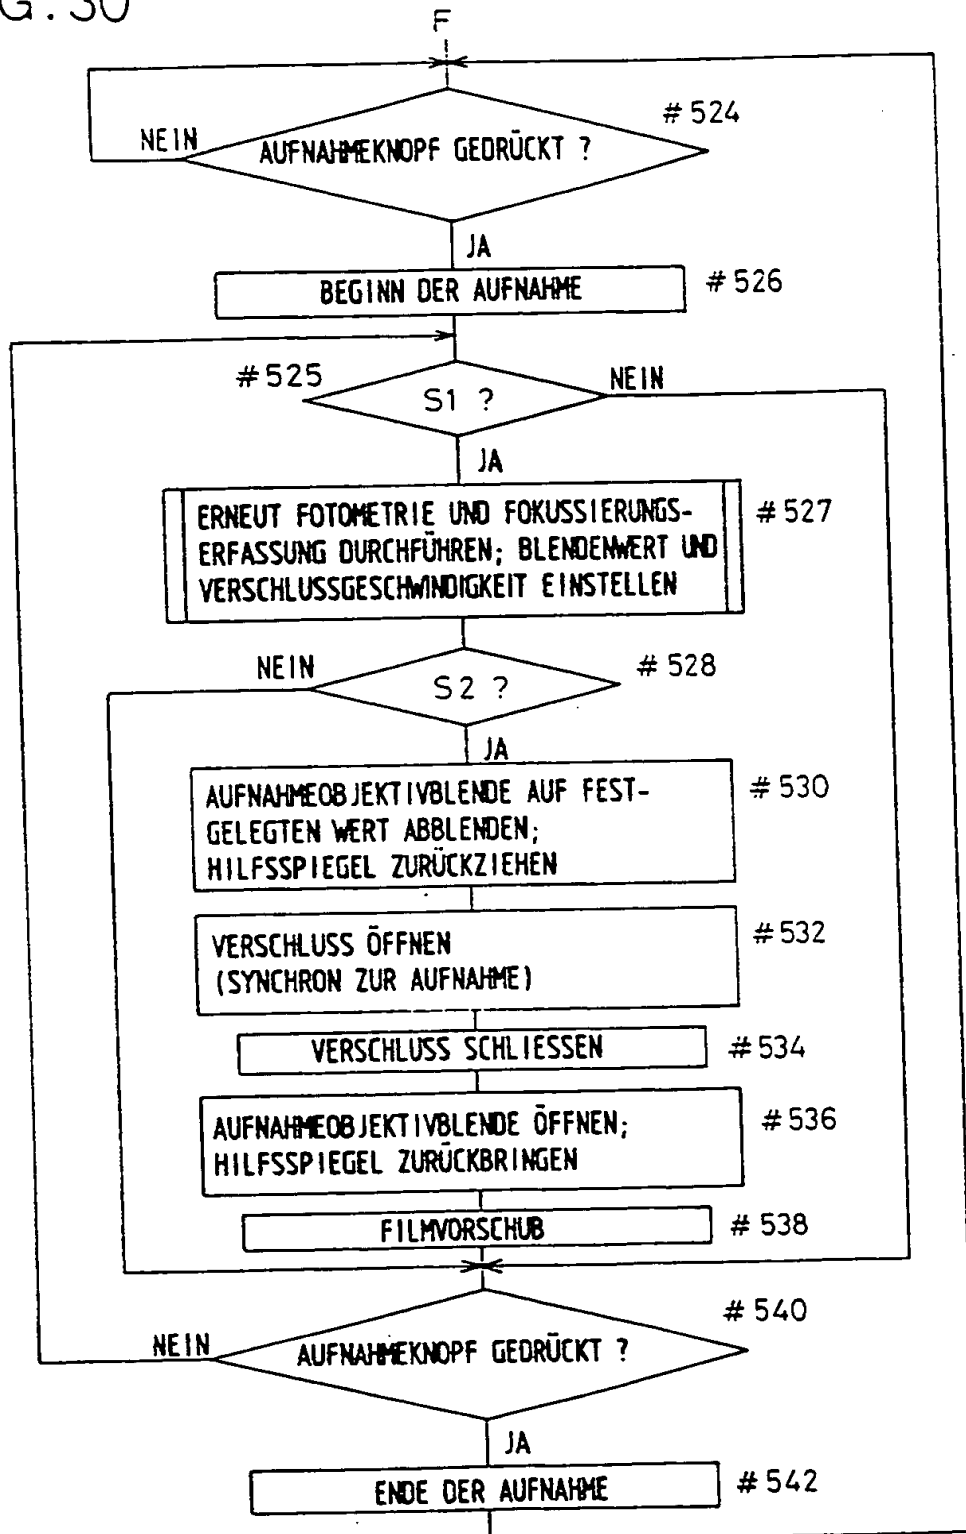 G.30
F
#524
NEIN
AUFNAHMEKNOPF GEDRÜCKT ?
JA
BEGINN DER AUFNAHME
#526
#525
NEIN
S1 ?
JA
ERNEUT FOTOMETRIE UND FOKUSSIERUNGS-
ERFASSUNG DURCHFÜHREN; BLENDENWERT UND
VERSCHLUSSGESCHWINDIGKEIT EINSTELLEN
#527
NEIN
S2 ?
#528
JA
AUFNAHMEOBJEKTIVBLENDE AUF FEST-
GELEGTEN WERT ABBLENDEN;
HILFSSPIEGEL ZURÜCKZIEHEN
#530
VERSCHLUSS ÖFFNEN
(SYNCHRON ZUR AUFNAHME)
#532
VERSCHLUSS SCHLIESSEN
#534
AUFNAHMEOBJEKTIVBLENDE ÖFFNEN;
HILFSSPIEGEL ZURÜCKBRINGEN
#536
FILMVORSCHUB
#538
#540
NEIN
AUFNAHMEKNOPF GEDRÜCKT ?
JA
ENDE DER AUFNAHME
#542